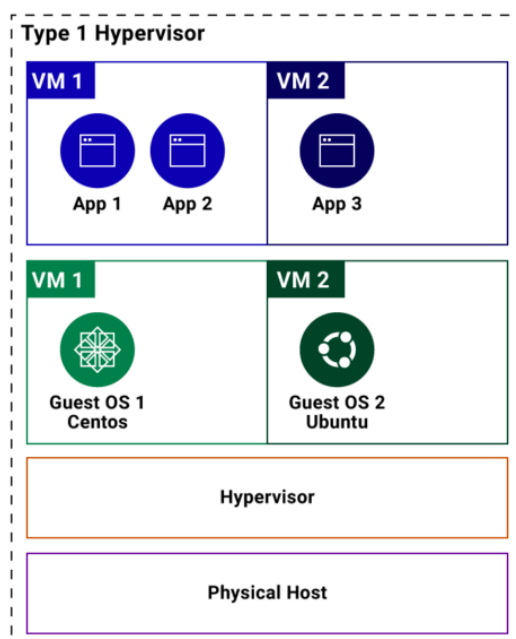 Type 1 Hypervisor
VM 1
VM 2
App 1
App 2
App 3
VM 1
VM 2
Guest OS 1
Centos
Guest OS 2
Ubuntu
Hypervisor
Physical Host